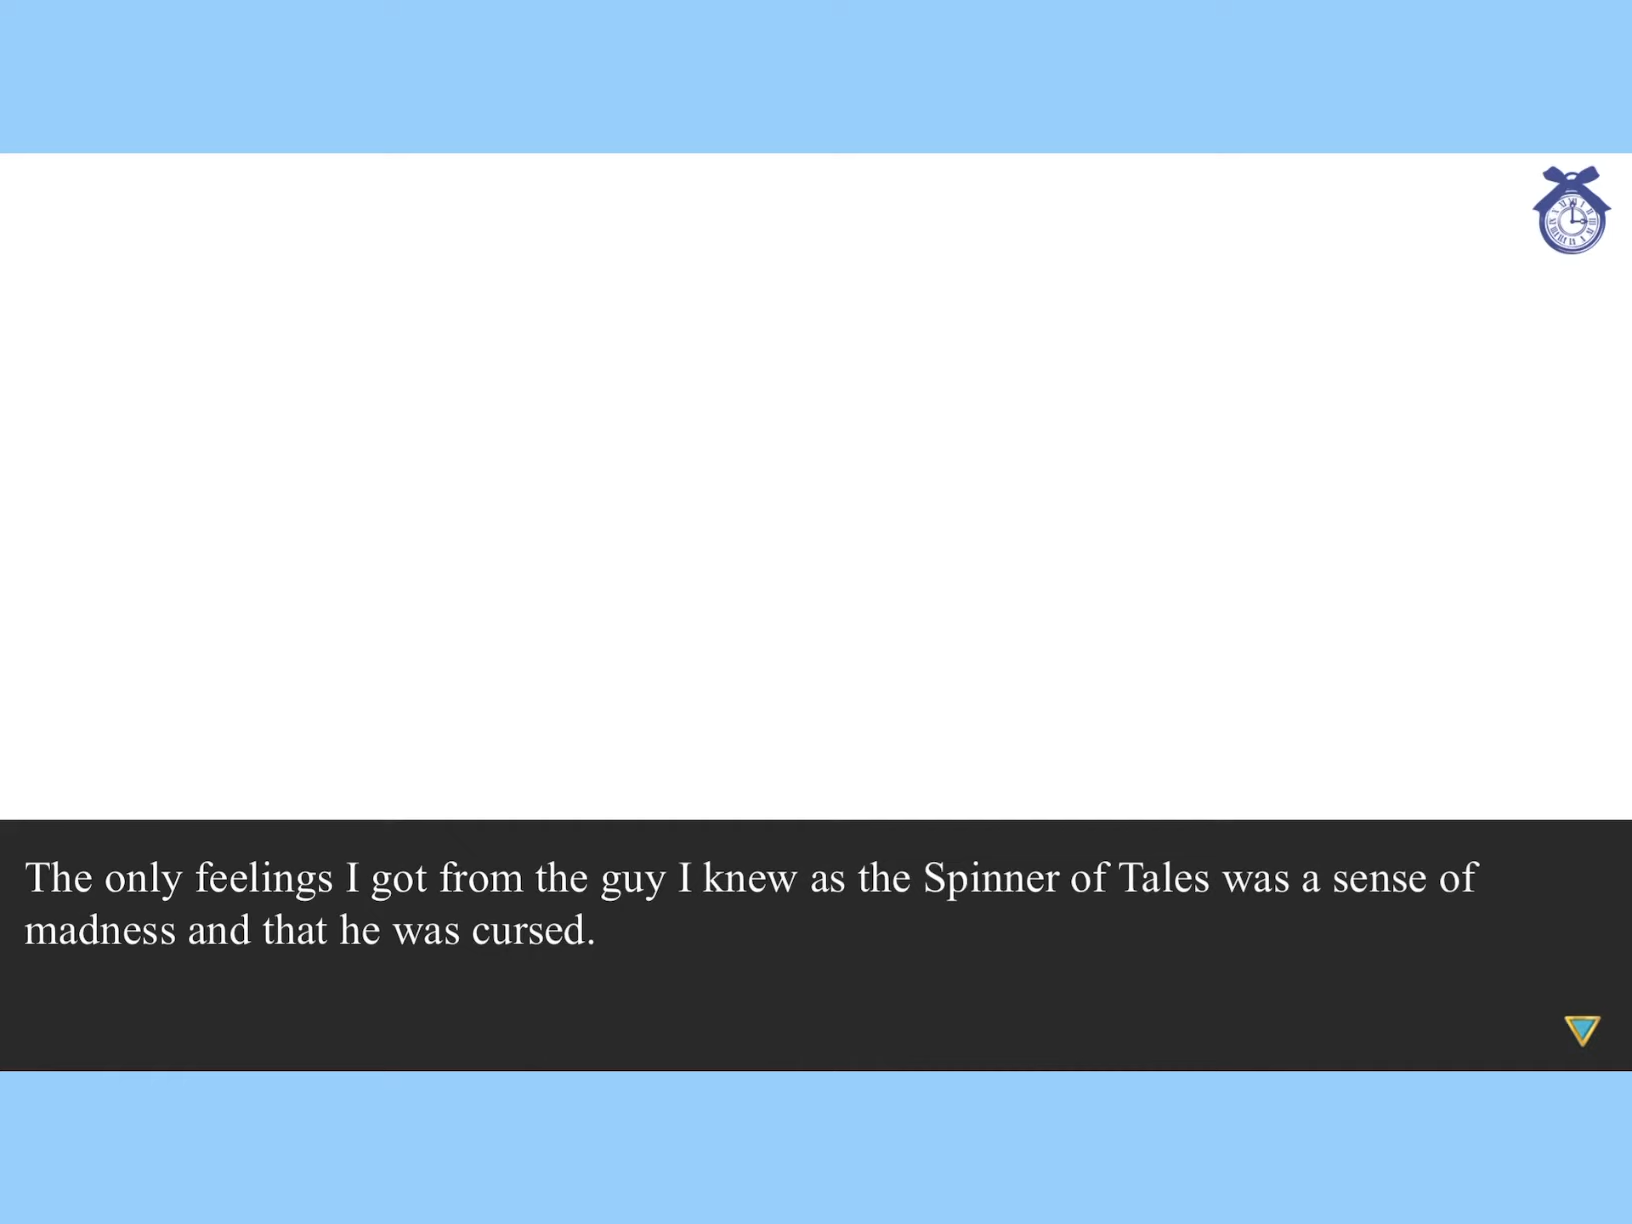 The only feelings I got from the guy I knew as the Spinner of Tales was a sense of
madness and that he was cursed.